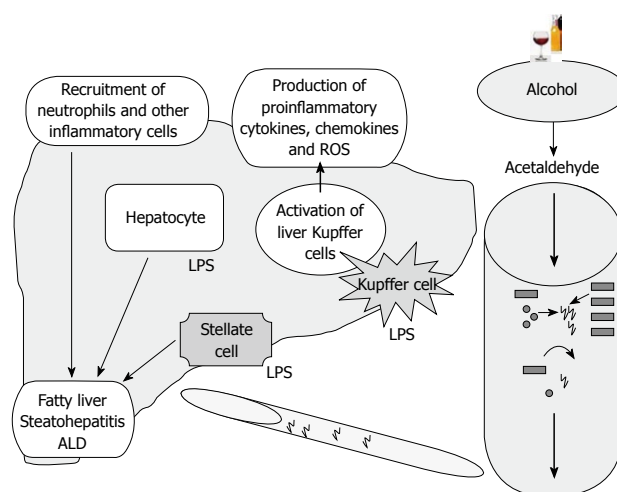 Recruitment of
neutrophils and other
inflammatory cells
Production of
proinflammatory
cytokines, chemokines
and ROS
Alcohol
Acetaldehyde
Hepatocyte
LPS
Activation of
liver Kupffer
cells
Kupffer cell
LPS
Stellate
cell
LPS
Fatty liver
Steatohepatitis
ALD